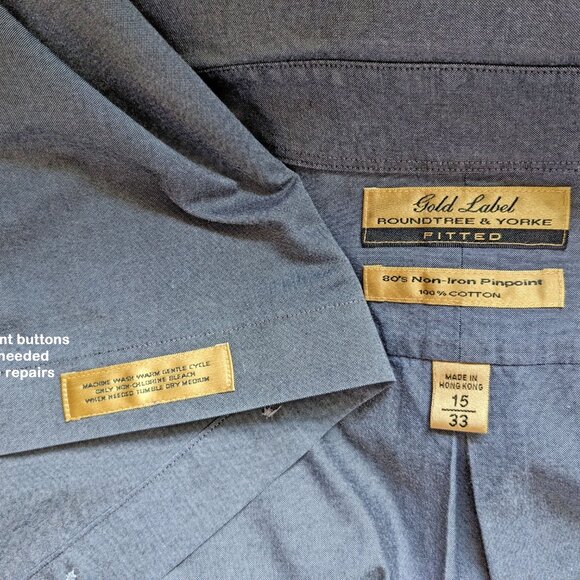 Gold Label
ROUNDTREE & YORKE
FITTED
80's Non-Iron Pinpoint
100% COTTON
MADE IN
HONG KONG
15
33
nt buttons
needed
repairs
MACHINE WASH WARM GENTLE CYCLE
ONLY NON-CHLORINE BLEACH
WHEN NEEDED TUMBLE DRY MEDIUM